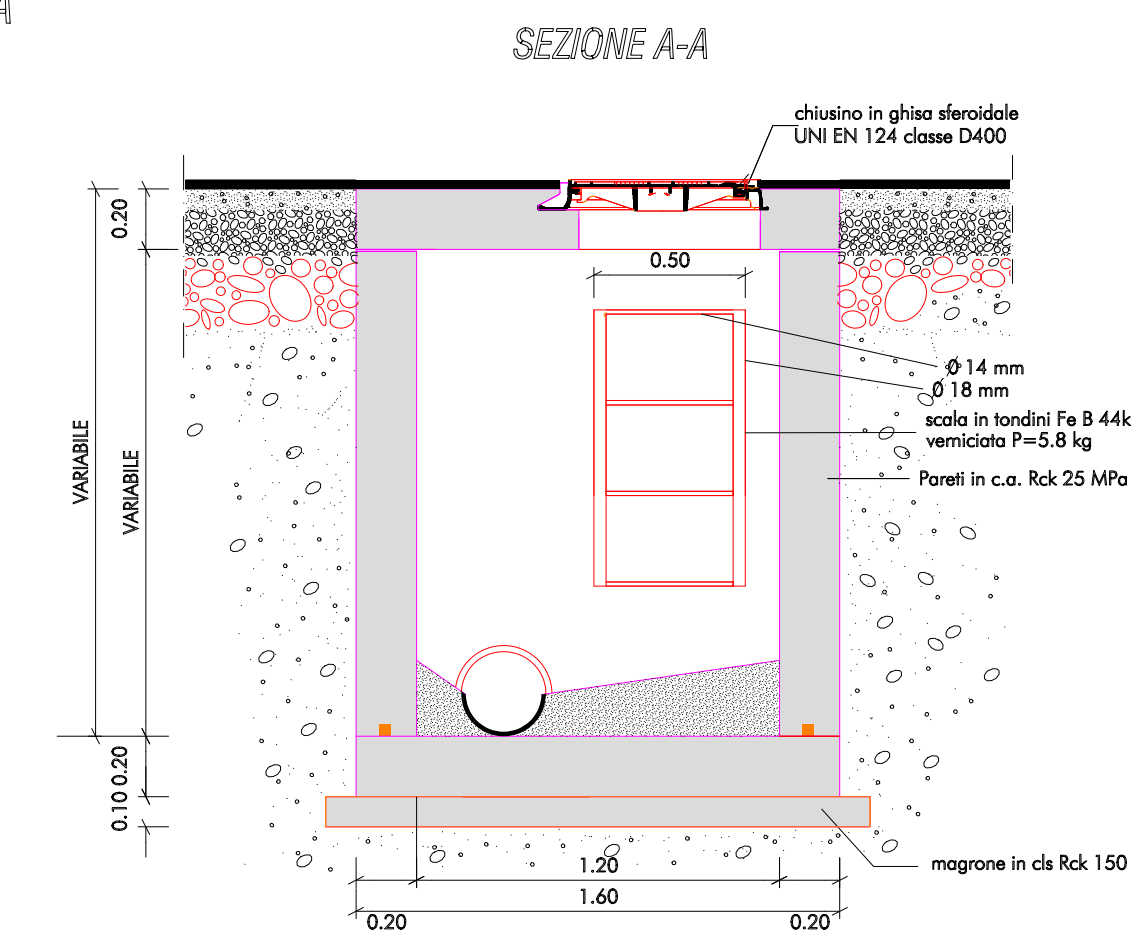 A
SEZIONE A-A
chiusino in ghisa sferoidale
UNI EN 124 classe D400
0.20
0.50
Ø 14 mm
Ø 18 mm
scala in tondini Fe B 44k
verniciata P=5.8 kg
Pareti in c.a. Rck 25 MPa
VARIABILE
VARIABILE
0.10 0.20
magrone in cls Rck 150
1.20
1.60
0.20
0.20